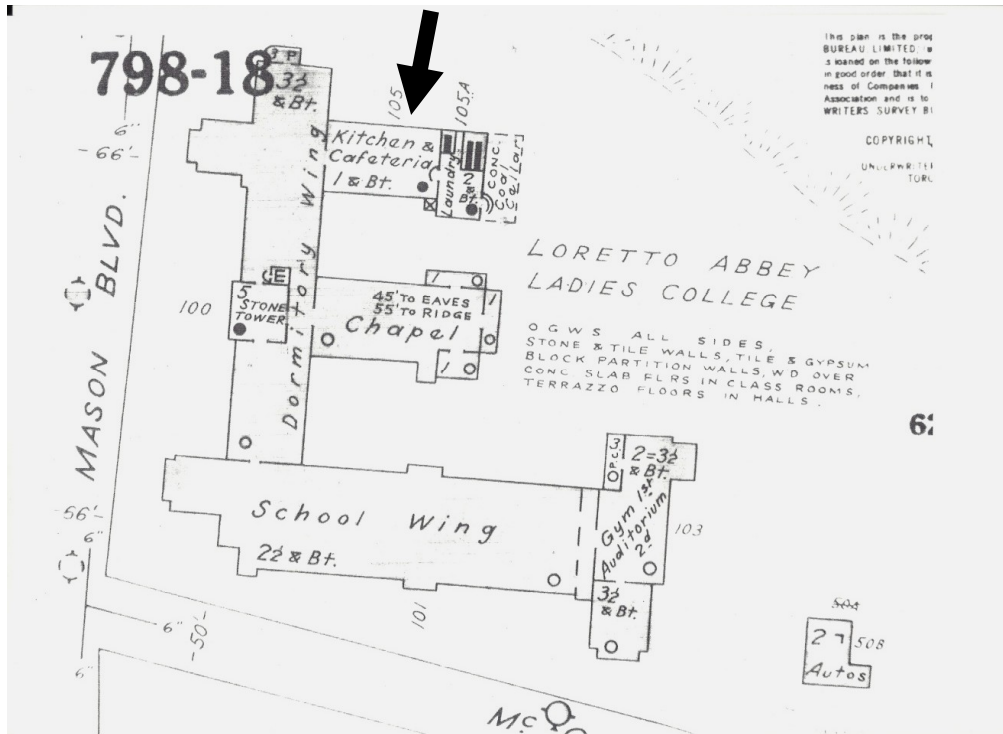 798-18
3 P
3½
& Bt.
105
105A
Kitchen &
Cafeteria
1 & Bt.
Laundry
2
&
Bt.
CONC.
Coal
Cellar
6"
-66'-
MASON BLVD.
Dormitory Wing
100
5
STONE
TOWER
45' TO EAVES
55' TO RIDGE
Chapel
1
1
1
LORETTO ABBEY
LADIES COLLEGE
OGWS ALL SIDES,
STONE & TILE WALLS, TILE & GYPSUM
BLOCK PARTITION WALLS, WD OVER
CONC SLAB FLRS IN CLASS ROOMS,
TERRAZZO FLOORS IN HALLS.
This plan is the
BUREAU LIMITED,
is loaned on the
in good order that it is
ness of Companies
Association and is to
WRITERS SURVEY
COPYRIGHT
62
School Wing
2½ & Bt.
101
3
P.C.
2=3½
& Bt.
Gym 1st
Auditorium
2d
103
3½
& Bt.
-56'-
6"
6"
-50'-
6"
504
508
2
Autos
Mc